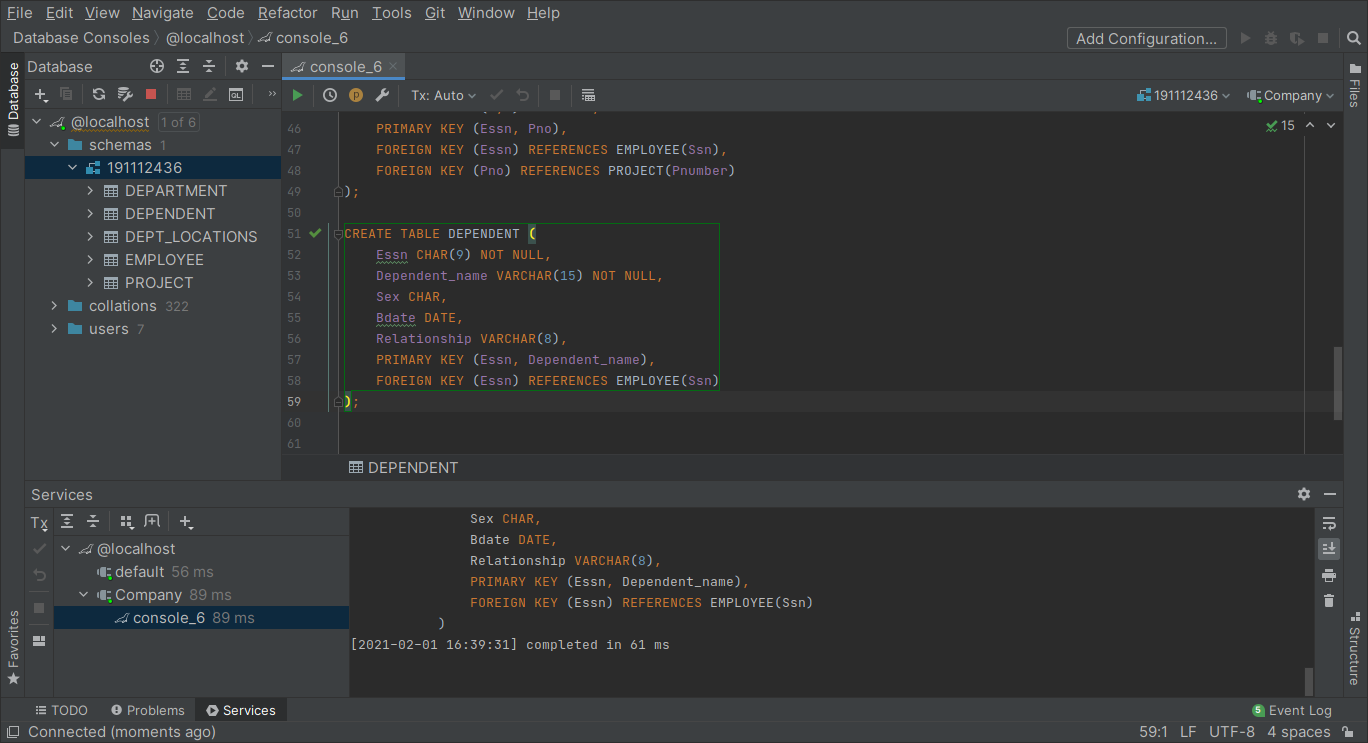 File Edit View Navigate Code Refactor Run Tools Git Window Help
Database Consoles @localhost console_6 Add Configuration...
Database
console_6
Tx: Auto 191112436 Company
@localhost 1 of 6
schemas 1
191112436
DEPARTMENT
DEPENDENT
DEPT_LOCATIONS
EMPLOYEE
PROJECT
collations 322
users 7
15
46 PRIMARY KEY (Essn, Pno),
47 FOREIGN KEY (Essn) REFERENCES EMPLOYEE(Ssn),
48 FOREIGN KEY (Pno) REFERENCES PROJECT(Pnumber)
49 );
50
51 CREATE TABLE DEPENDENT (
52 Essn CHAR(9) NOT NULL,
53 Dependent_name VARCHAR(15) NOT NULL,
54 Sex CHAR,
55 Bdate DATE,
56 Relationship VARCHAR(8),
57 PRIMARY KEY (Essn, Dependent_name),
58 FOREIGN KEY (Essn) REFERENCES EMPLOYEE(Ssn)
59 );
60
61
DEPENDENT
Database
Files
Services
Tx
@localhost
default 56 ms
Company 89 ms
console_6 89 ms
Sex CHAR,
Bdate DATE,
Relationship VARCHAR(8),
PRIMARY KEY (Essn, Dependent_name),
FOREIGN KEY (Essn) REFERENCES EMPLOYEE(Ssn)
)
[2021-02-01 16:39:31] completed in 61 ms
Favorites
Structure
TODO Problems Services 5 Event Log
Connected (moments ago) 59:1 LF UTF-8 4 spaces